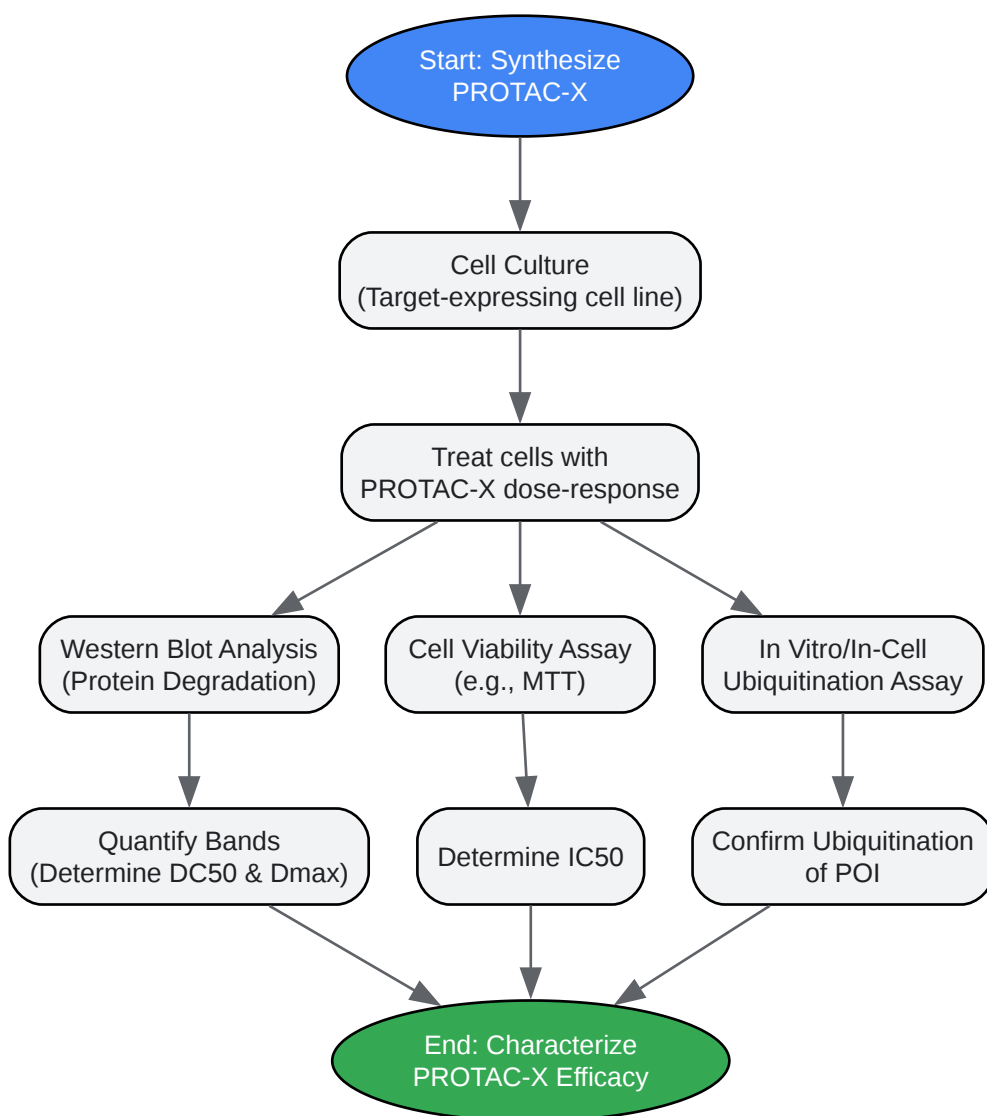 Start: Synthesize
PROTAC-X
Cell Culture
(Target-expressing cell line)
Treat cells with
PROTAC-X dose-response
Western Blot Analysis
(Protein Degradation)
Cell Viability Assay
(e.g., MTT)
In Vitro/In-Cell
Ubiquitination Assay
Quantify Bands
(Determine DC50 & Dmax)
Determine IC50
Confirm Ubiquitination
of POI
End: Characterize
PROTAC-X Efficacy